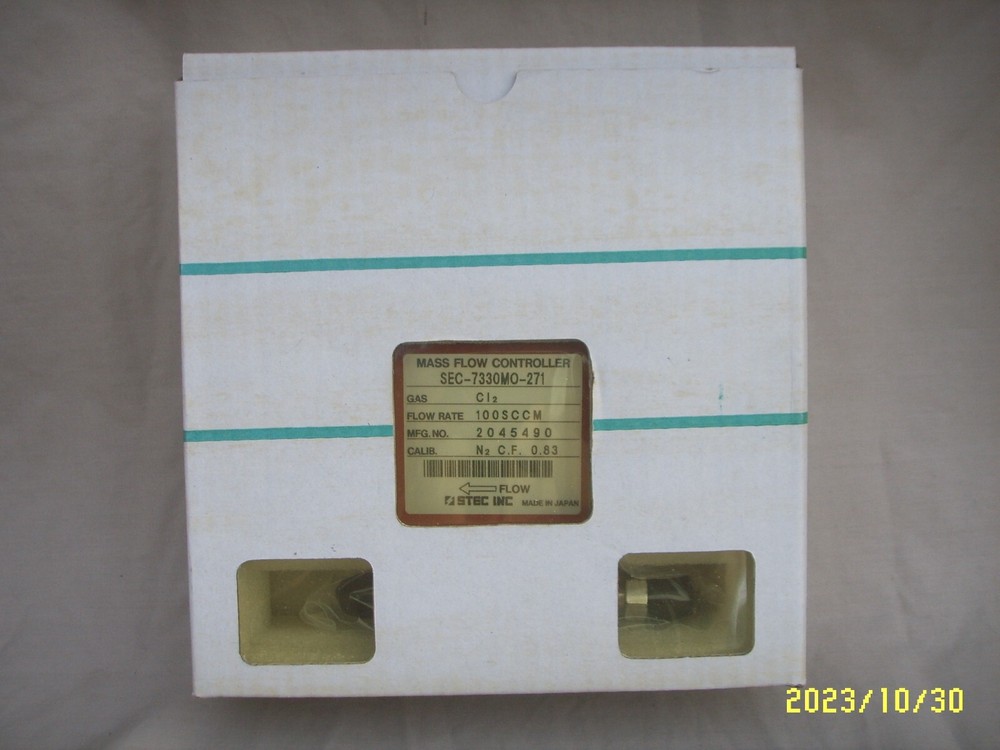 MASS FLOW CONTROLLER
SEC-7330MO-271
GAS Cl₂
FLOW RATE 100SCCM
MFG.NO. 2045490
CALIB. N₂ C.F. 0.83
FLOW
STEC INC MADE IN JAPAN
2023/10/30